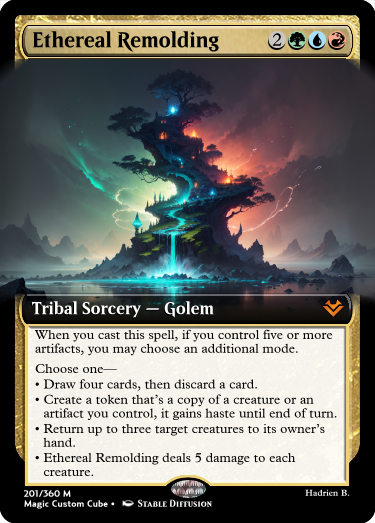 Ethereal Remolding 2
Tribal Sorcery — Golem
When you cast this spell, if you control five or more
artifacts, you may choose an additional mode.
Choose one—
• Draw four cards, then discard a card.
• Create a token that's a copy of a creature or an
artifact you control, it gains haste until end of turn.
• Return up to three target creatures to its owner's
hand.
• Ethereal Remolding deals 5 damage to each
creature.
201/360 M
Hadrien B.
Magic Custom Cube • Stable Diffusion